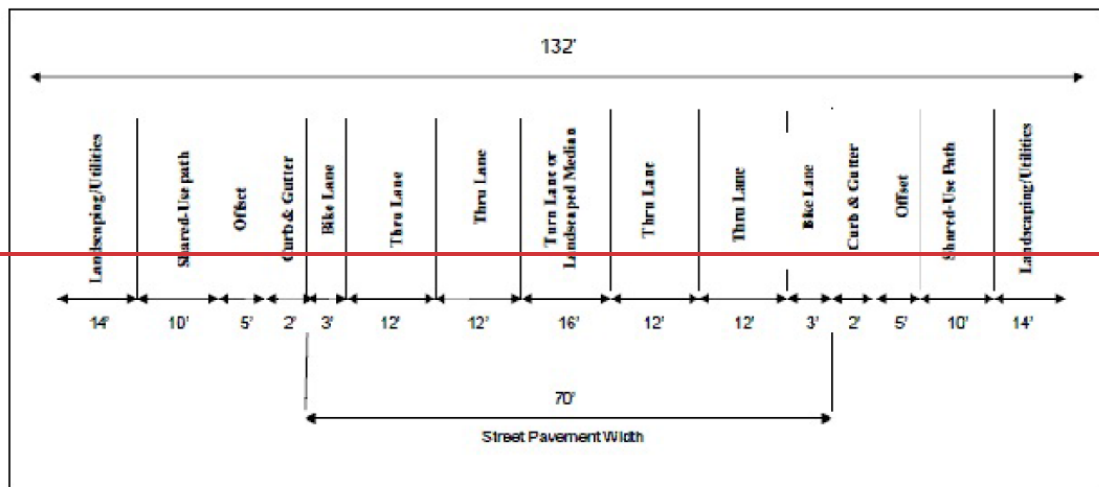 132'
Landscaping/Utilities
Shared-Use path
Offset
Curb & Gutter
Bike Lane
Thru Lane
Thru Lane
Turn Lane or
Landscaped Median
Thru Lane
Thru Lane
Bke Lane
Curb & Gutter
Offset
Shared-Use Path
Landscaping/Utilities
14' 10' 5' 2' 3' 12' 12' 16' 12' 12' 3' 2' 5' 10' 14'
70'
Street Pavement Width